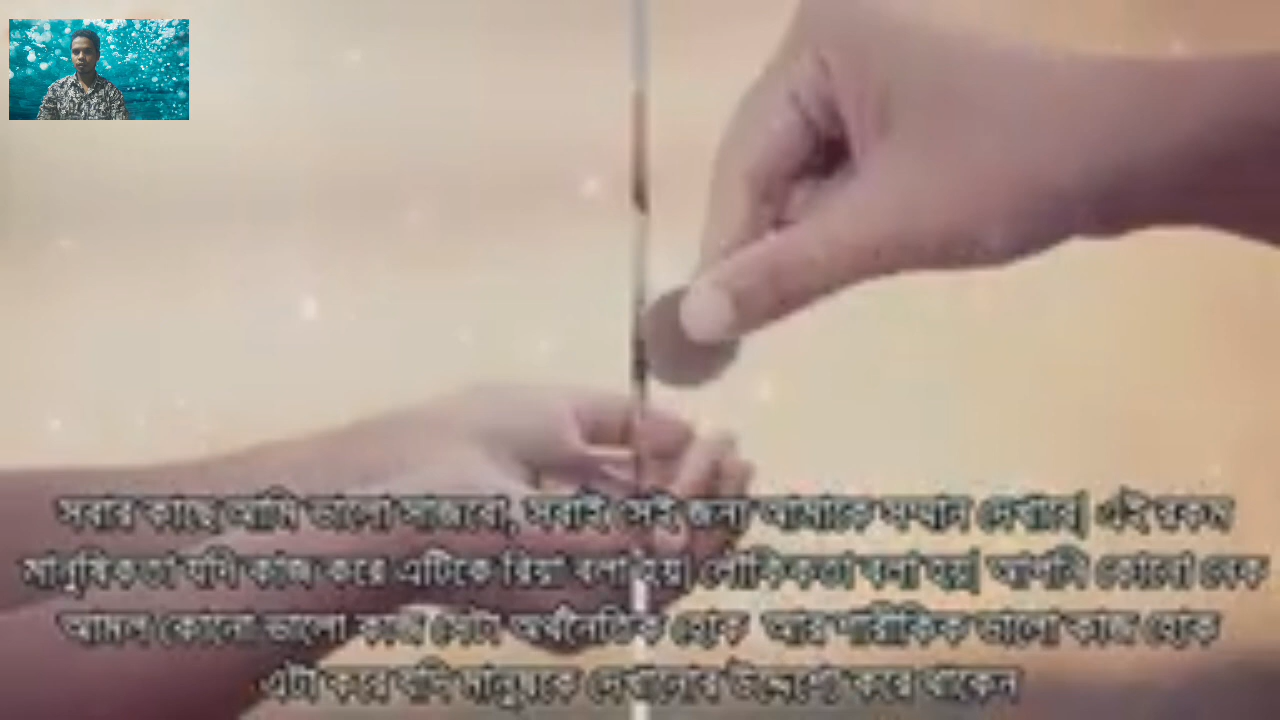 সবার কাছে আমি ভালো সাজবো, সবাই সেই জন্য আমাকে সম্মান দেখাবে| এই রকম
মানুষিকতা যদি কাজ করে এটিকে রিয়া বলা হয়| লৌকিকতা বলা হয়| আপনি কোনো নেক
আমল কোনো ভালো কাজ সেটা অর্থনৈতিক হোক আর শারীরিক ভালো কাজ হোক
এটা করে যদি মানুষকে দেখানোর উদ্দেশ্যে করে থাকেন